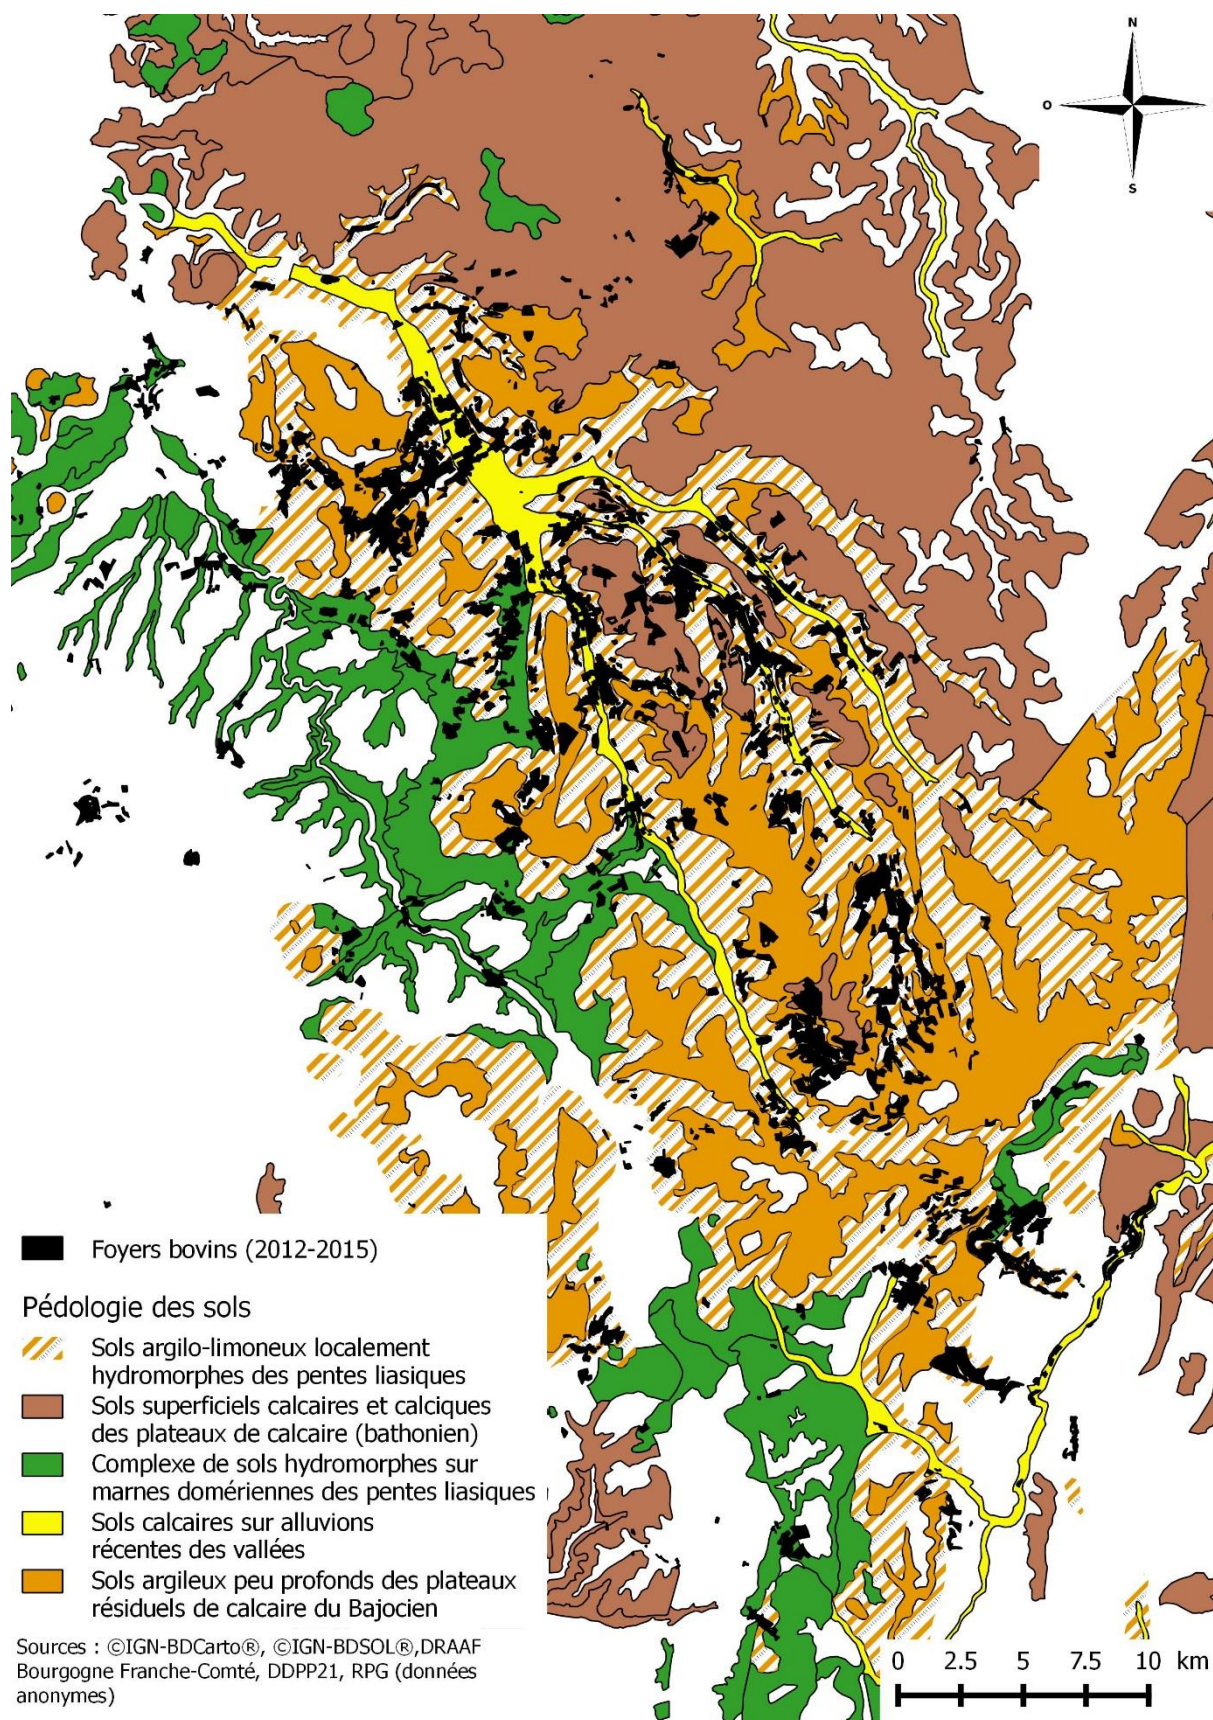 N
O
S
Foyers bovins (2012-2015)
Pédologie des sols
Sols argilo-limoneux localement
hydromorphes des pentes liasiques
Sols superficiels calcaires et calciques
des plateaux de calcaire (bathonien)
Complexe de sols hydromorphes sur
marnes domériennes des pentes liasiques
Sols calcaires sur alluvions
récentes des vallées
Sols argileux peu profonds des plateaux
résiduels de calcaire du Bajocien
Sources : ©IGN-BDCarto®, ©IGN-BDSOL®,DRAAF
Bourgogne Franche-Comté, DDPP21, RPG (données
anonymes)
0 2.5 5 7.5 10 km